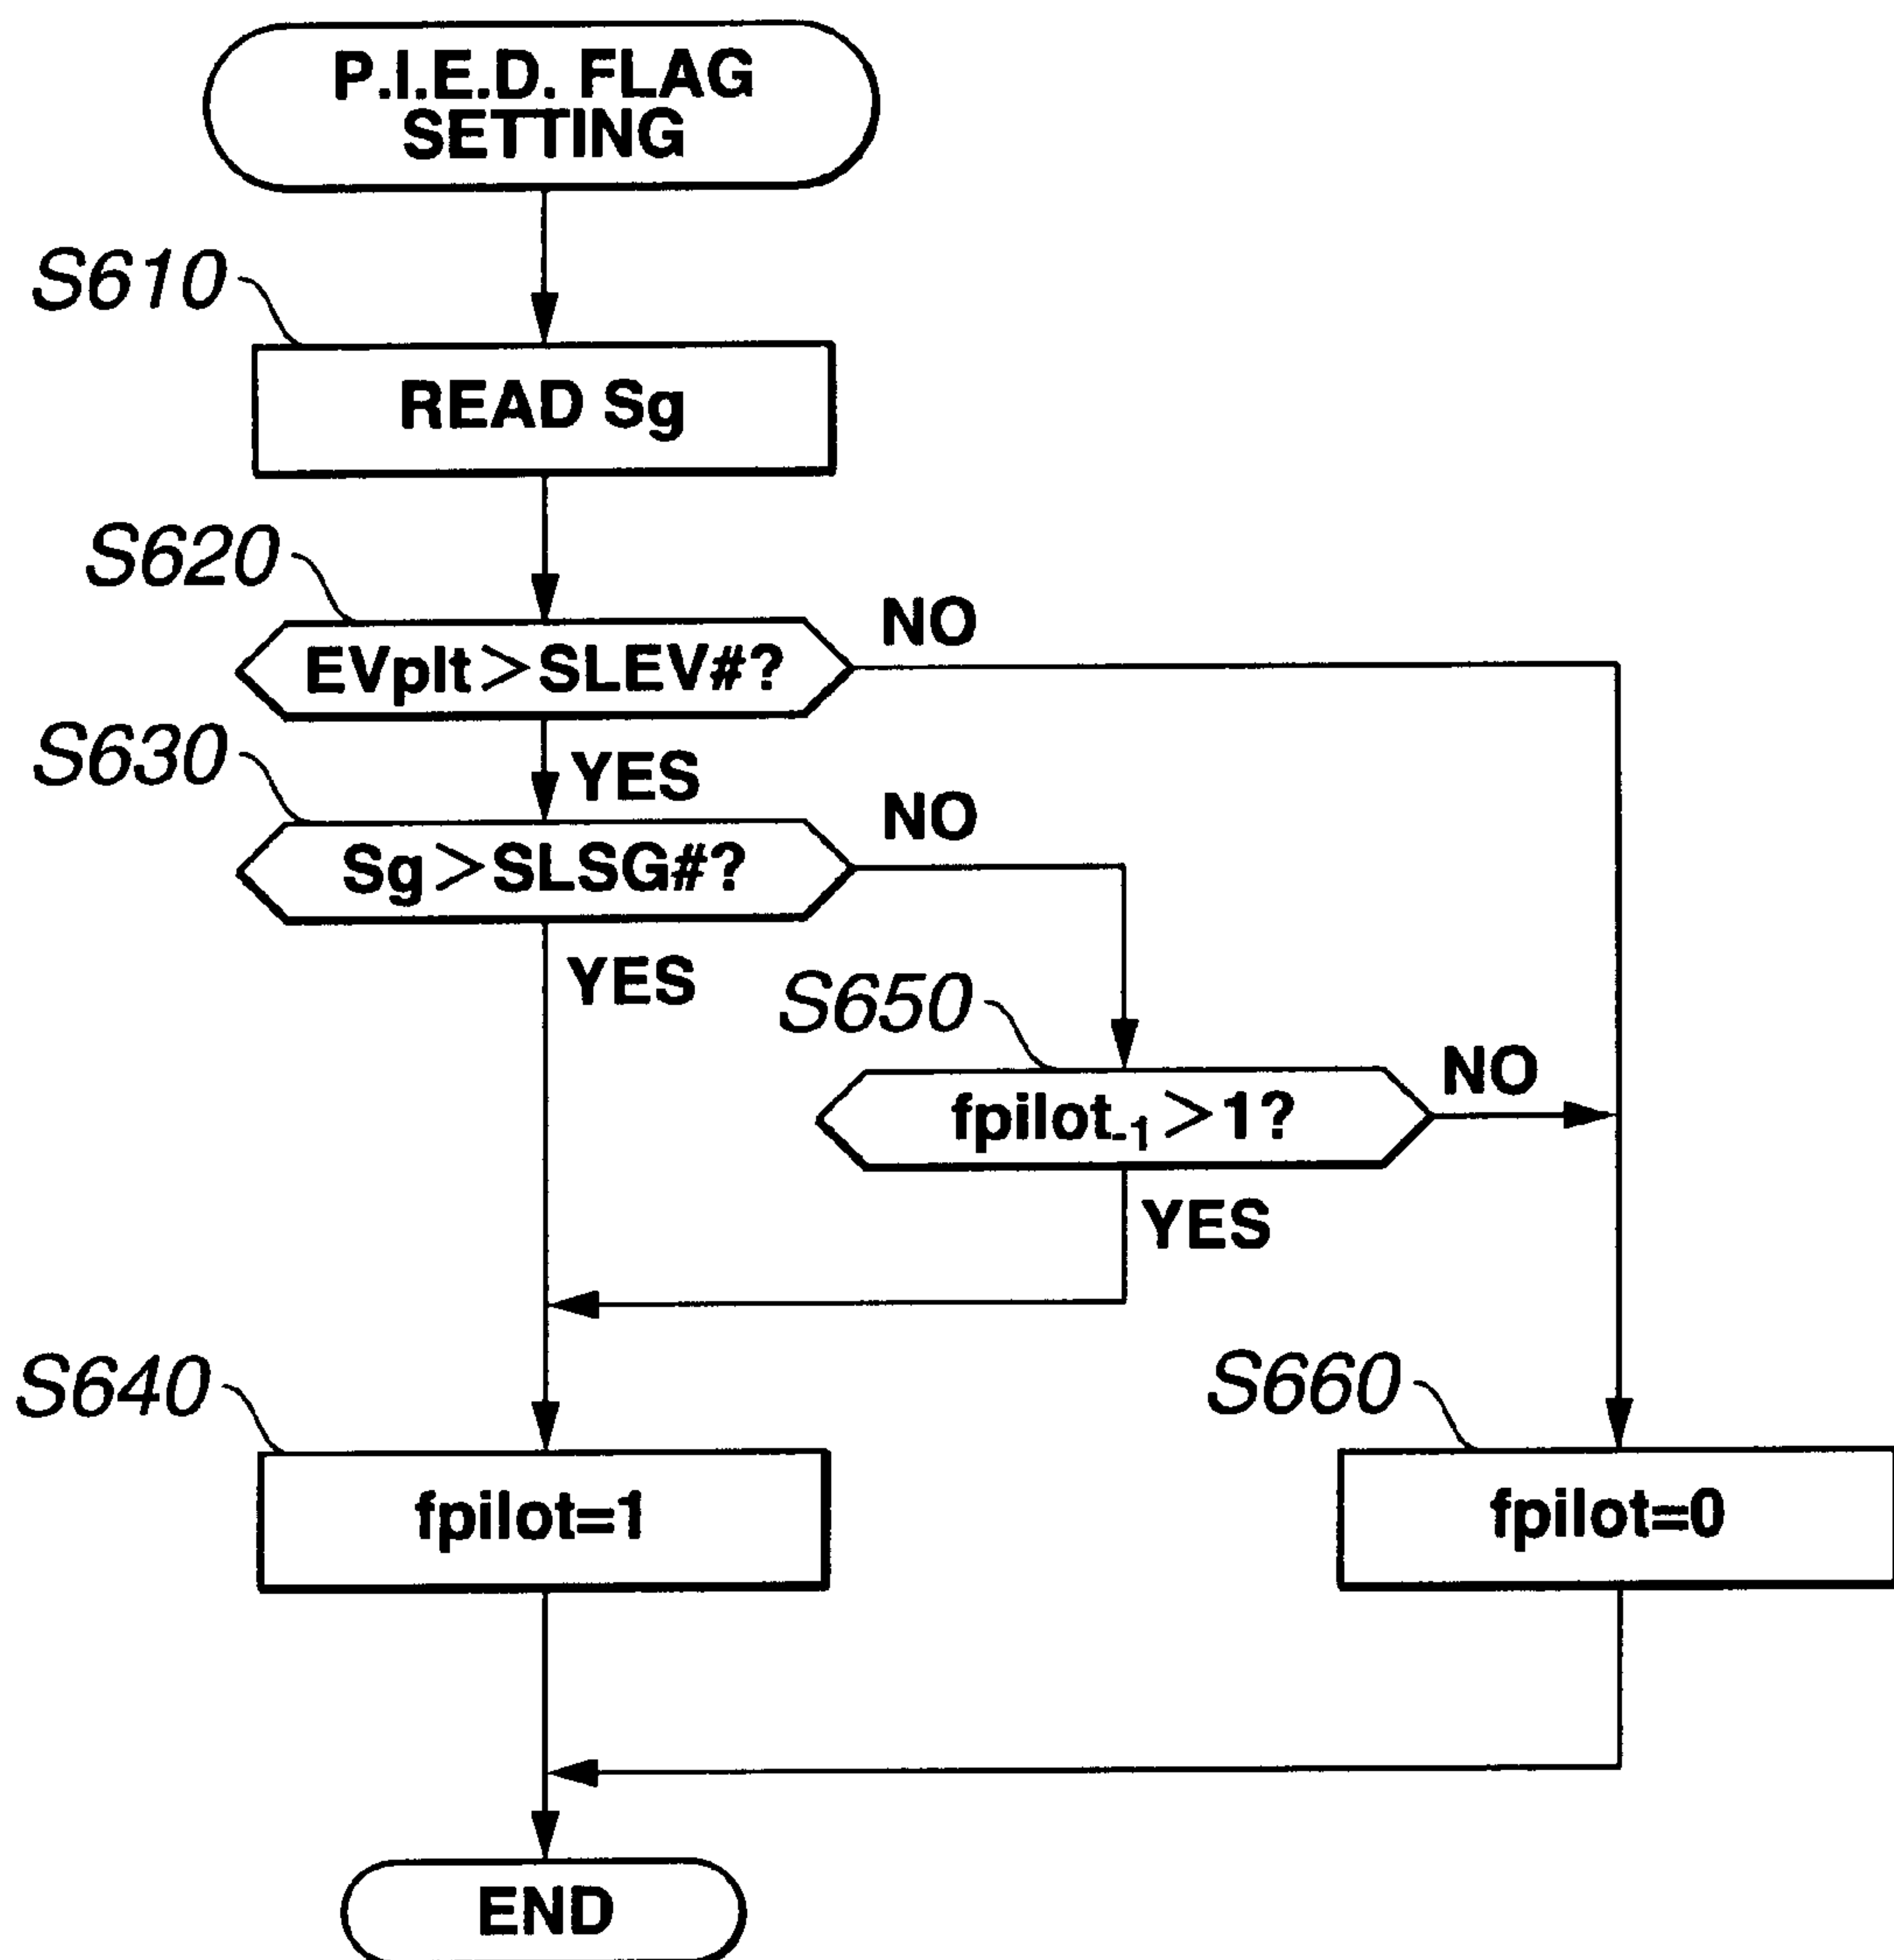 P.I.E.D. FLAG
SETTING
S610
READ Sg
S620
EVplt>SLEV#?
NO
YES
S630
Sg>SLSG#?
NO
YES
S650
fpilot-1>1?
NO
YES
S640
fpilot=1
S660
fpilot=0
END